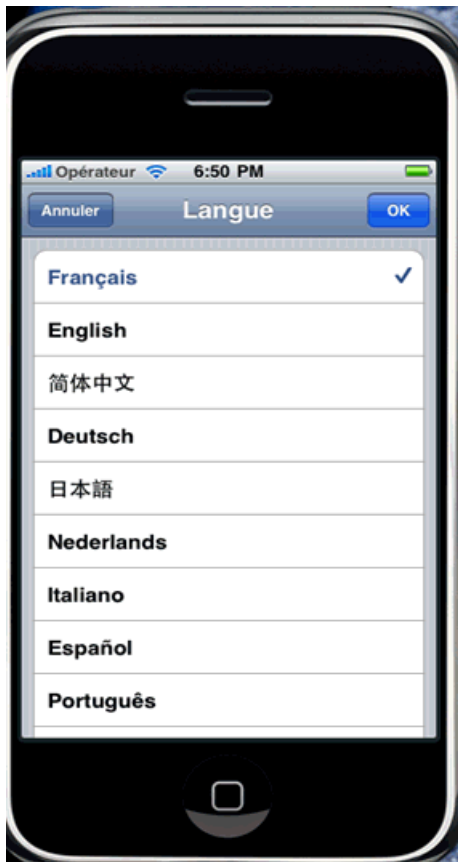 Opérateur 6:50 PM
Annuler Langue OK
Français
English
简体中文
Deutsch
日本語
Nederlands
Italiano
Español
Português